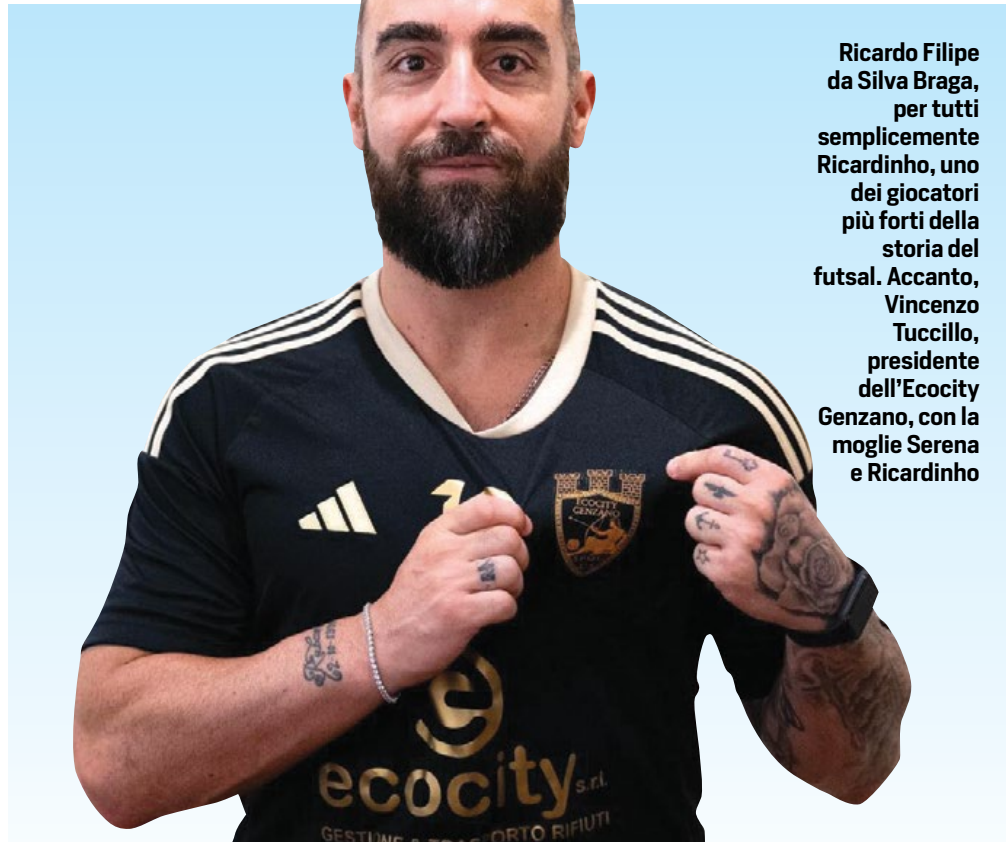 Ricardo Filipe
da Silva Braga,
per tutti
semplicemente
Ricardinho, uno
dei giocatori
più forti della
storia del
futsal. Accanto,
Vincenzo
Tuccillo,
presidente
dell’Ecocity
Genzano, con la
moglie Serena
e Ricardinho
ECOCITY
GENZANO
ecocity s.r.l.
RIFIUTI